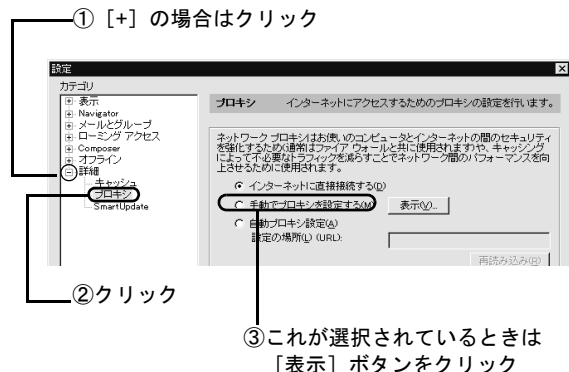 ①［+］の場合はクリック
設定
カテゴリ
表示
Navigator
メールとグループ
ローミング アクセス
Composer
オフライン
詳細
キャッシュ
プロキシ
SmartUpdate
プロキシ インターネットにアクセスするためのプロキシの設定を行います。
ネットワーク プロキシはお使いのコンピュータとインターネットの間のセキュリティ
を強化するため(通常はファイア ウォールと共に使用されます)や、キャッシング
によって不必要なトラフィックを減らすことでネットワーク間のパフォーマンスを向
上させるために使用されます。
インターネットに直接接続する(D)
手動でプロキシを設定する(M) 表示(V)...
自動プロキシ設定(A)
設定の場所(L) (URL):
再読み込み(R)
②クリック
③これが選択されているときは
［表示］ボタンをクリック